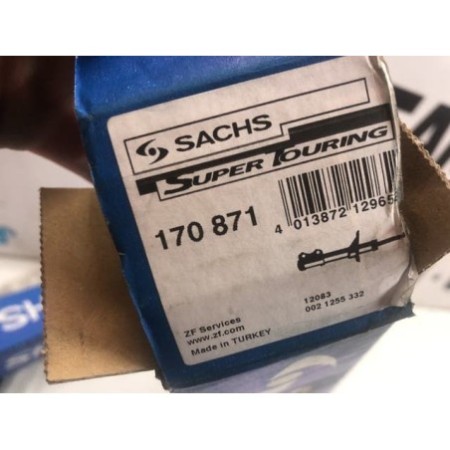 SACHS
SUPER TOURING
170 871
4 013872 12965
12083
002 1255 332
ZF Services
www.zf.com
Made in TURKEY
SH